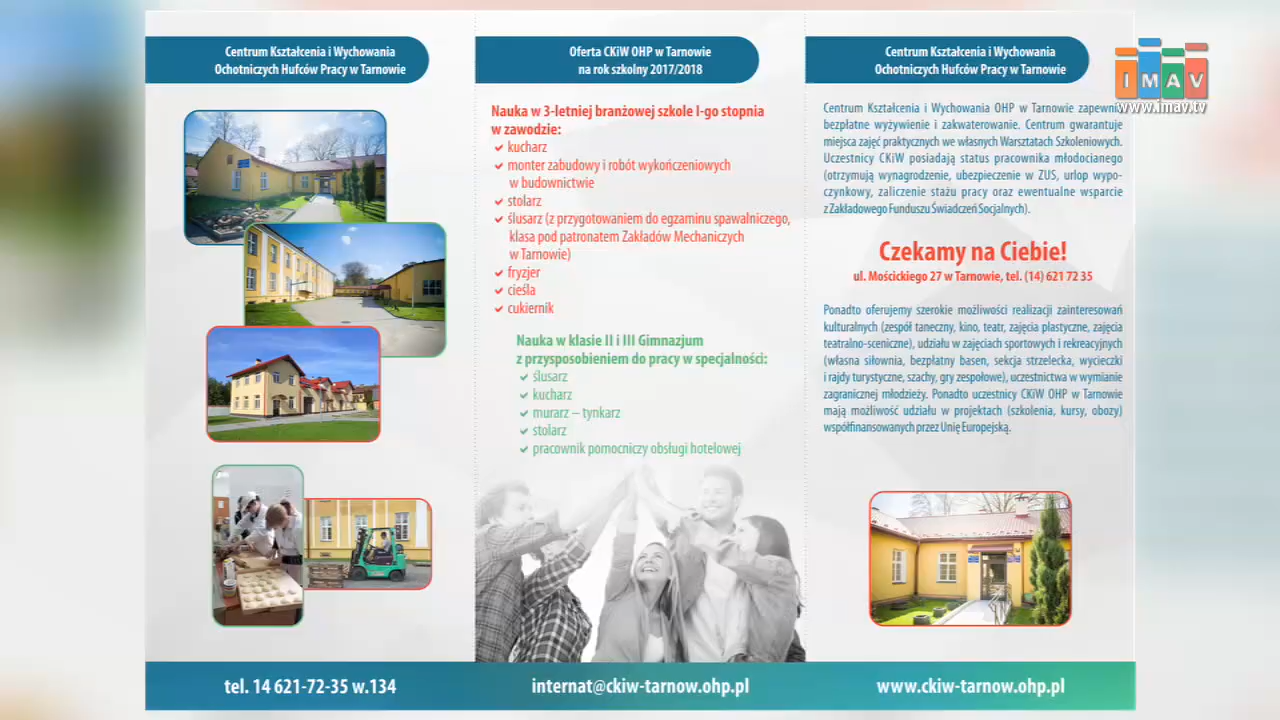 Centrum Kształcenia i Wychowania
Ochotniczych Hufców Pracy w Tarnowie
Oferta CKiW OHP w Tarnowie
na rok szkolny 2017/2018
Nauka w 3-letniej branżowej szkole I-go stopnia
w zawodzie:
kucharz
monter zabudowy i robót wykończeniowych
w budownictwie
stolarz
ślusarz (z przygotowaniem do egzaminu spawalniczego,
klasa pod patronatem Zakładów Mechanicznych
w Tarnowie)
fryzjer
cieśla
cukiernik
Nauka w klasie II i III Gimnazjum
z przysposobieniem do pracy w specjalności:
ślusarz
kucharz
murarz – tynkarz
stolarz
pracownik pomocniczy obsługi hotelowej
Centrum Kształcenia i Wychowania
Ochotniczych Hufców Pracy w Tarnowie
Centrum Kształcenia i Wychowania OHP w Tarnowie zapewnia
bezpłatne wyżywienie i zakwaterowanie. Centrum gwarantuje
miejsca zajęć praktycznych we własnych Warsztatach Szkoleniowych.
Uczestnicy CKiW posiadają status pracownika młodocianego
(otrzymują wynagrodzenie, ubezpieczenie w ZUS, urlop wypo-
czynkowy, zaliczenie stażu pracy oraz ewentualne wsparcie
z Zakładowego Funduszu Świadczeń Socjalnych).
Czekamy na Ciebie!
ul. Mościckiego 27 w Tarnowie, tel. (14) 621 72 35
Ponadto oferujemy szerokie możliwości realizacji zainteresowań
kulturalnych (zespół taneczny, kino, teatr, zajęcia plastyczne, zajęcia
teatralno-sceniczne), udziału w zajęciach sportowych i rekreacyjnych
(własna siłownia, bezpłatny basen, sekcja strzelecka, wycieczki
i rajdy turystyczne, szachy, gry zespołowe), uczestnictwa w wymianie
zagranicznej młodzieży. Ponadto uczestnicy CKiW OHP w Tarnowie
mają możliwość udziału w projektach (szkolenia, kursy, obozy)
współfinansowanych przez Unię Europejską.
tel. 14 621-72-35 w.134
internat@ckiw-tarnow.ohp.pl
www.ckiw-tarnow.ohp.pl
IMAV
www.imav.tv